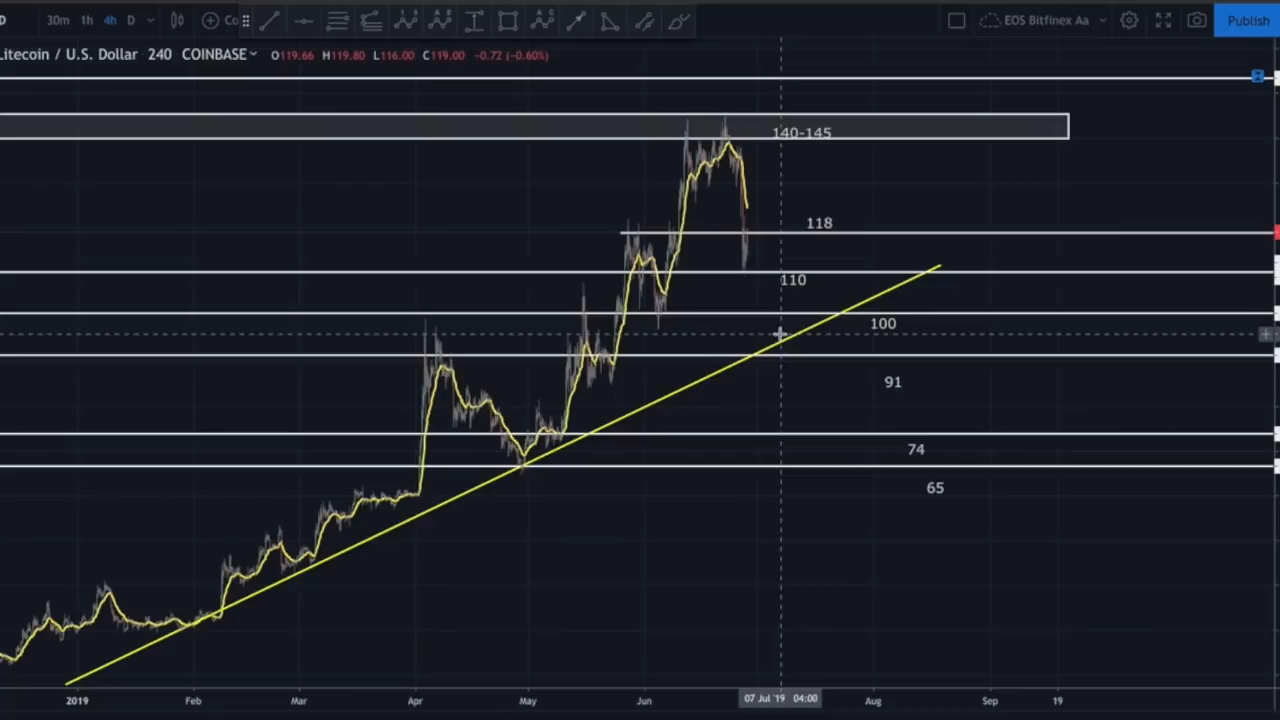 D 30m 1h 4h D Co EOS Bitfinex Aa Publish
Litecoin / U.S. Dollar 240 COINBASE O119.66 H119.80 L116.00 C119.00 -0.72 (-0.60%)
140-145
118
110
100
91
74
65
2019 Feb Mar Apr May Jun 07 Jul '19 04:00 Aug Sep 19